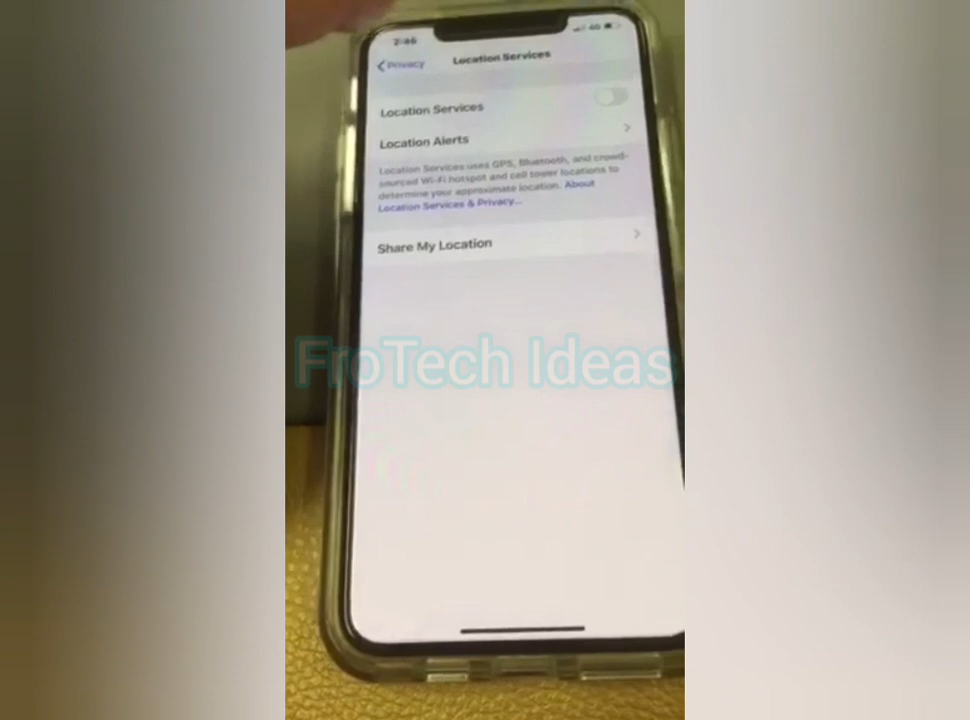 2:46
4G
Privacy
Location Services
Location Services
Location Alerts
Location Services uses GPS, Bluetooth, and crowd-
sourced Wi-Fi hotspot and cell tower locations to
determine your approximate location. About
Location Services & Privacy...
Share My Location
FroTech Ideas